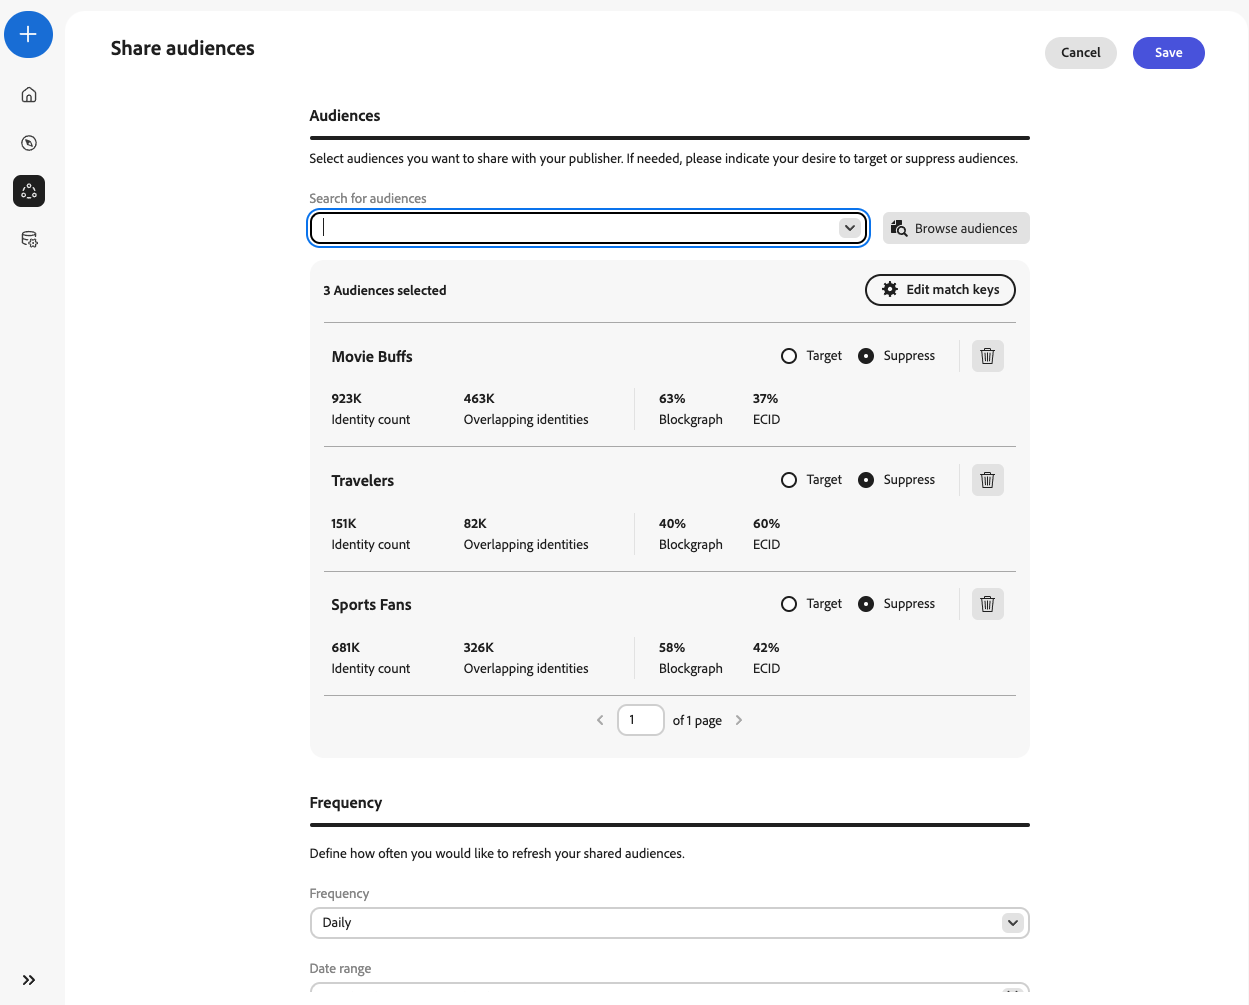 Share audiences
Cancel
Save
Audiences
Select audiences you want to share with your publisher. If needed, please indicate your desire to target or suppress audiences.
Search for audiences
Browse audiences
3 Audiences selected
Edit match keys
Movie Buffs
Target
Suppress
923K
463K
63%
37%
Identity count
Overlapping identities
Blockgraph
ECID
Travelers
Target
Suppress
151K
82K
40%
60%
Identity count
Overlapping identities
Blockgraph
ECID
Sports Fans
Target
Suppress
681K
326K
58%
42%
Identity count
Overlapping identities
Blockgraph
ECID
1
of 1 page
Frequency
Define how often you would like to refresh your shared audiences.
Frequency
Daily
Date range